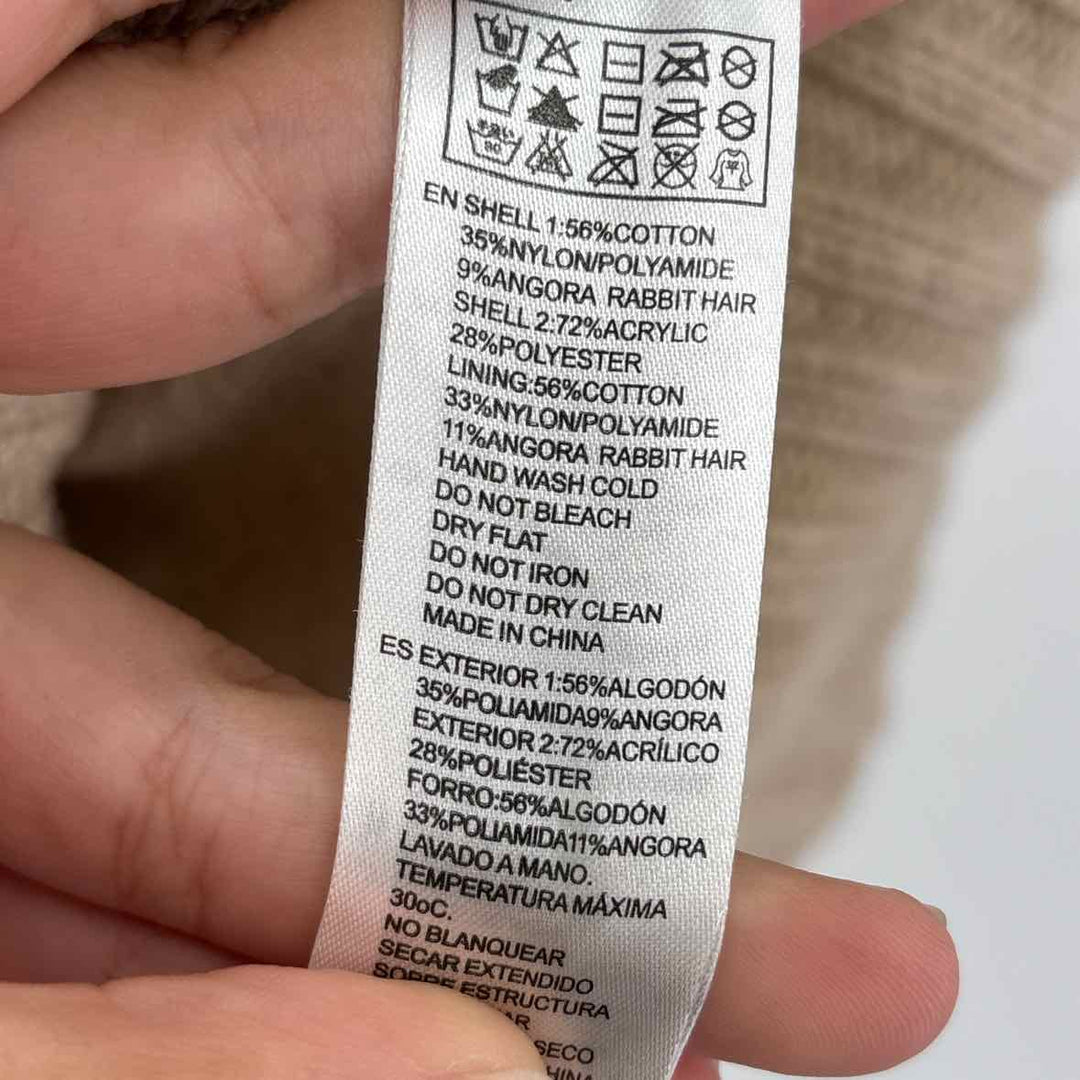 EN SHELL 1:56%COTTON
35%NYLON/POLYAMIDE
9%ANGORA RABBIT HAIR
SHELL 2:72%ACRYLIC
28%POLYESTER
LINING:56%COTTON
33%NYLON/POLYAMIDE
11%ANGORA RABBIT HAIR
HAND WASH COLD
DO NOT BLEACH
DRY FLAT
DO NOT IRON
DO NOT DRY CLEAN
MADE IN CHINA
ES EXTERIOR 1:56%ALGODÓN
35%POLIAMIDA9%ANGORA
EXTERIOR 2:72%ACRÍLICO
28%POLIÉSTER
FORRO:56%ALGODÓN
33%POLIAMIDA11%ANGORA
LAVADO A MANO.
TEMPERATURA MÁXIMA
30oC.
NO BLANQUEAR
SECAR EXTENDIDO
SOBRE ESTRUCTURA
SECO